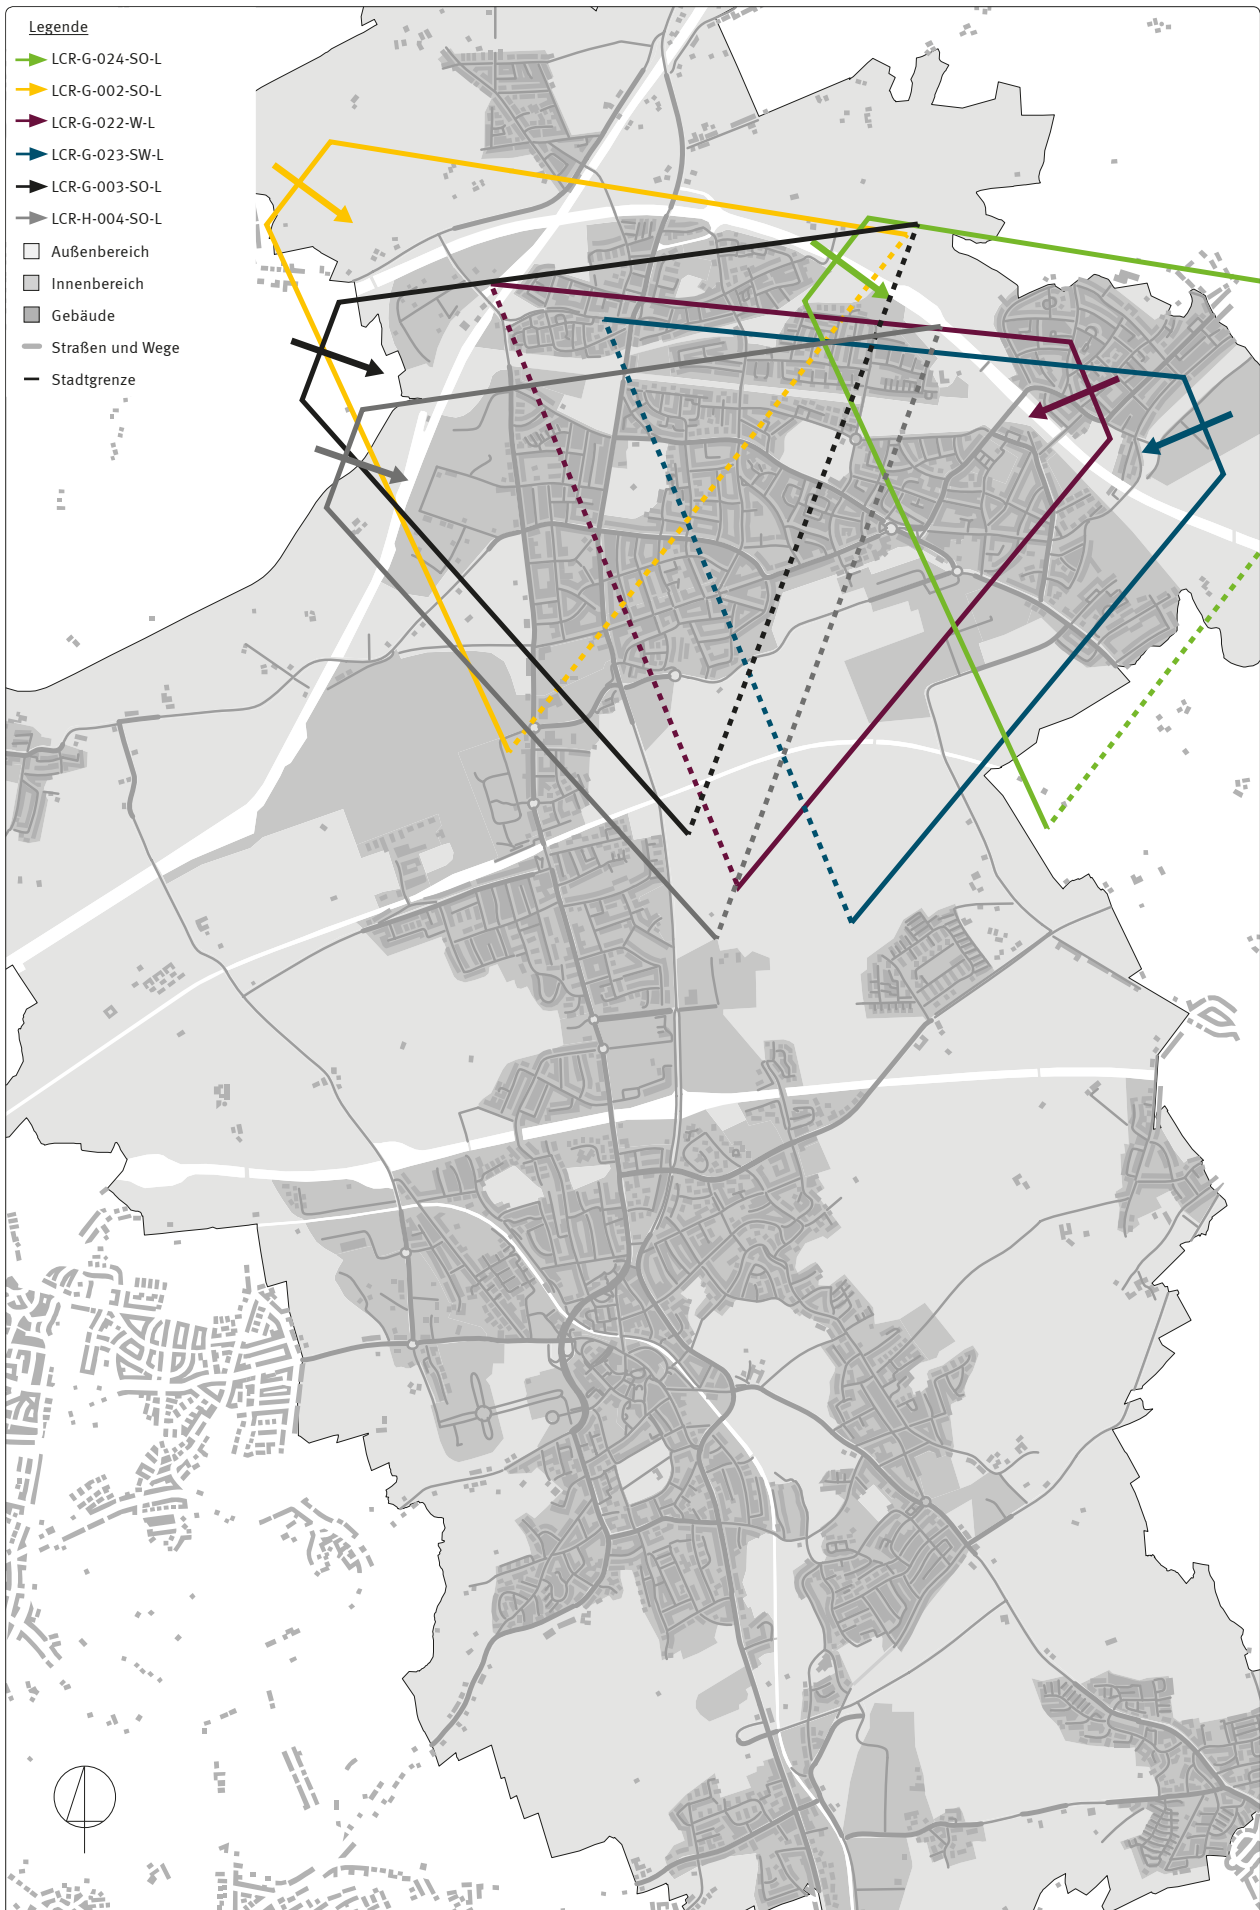 Legende
LCR-G-024-SO-L
LCR-G-002-SO-L
LCR-G-022-W-L
LCR-G-023-SW-L
LCR-G-003-SO-L
LCR-H-004-SO-L
Außenbereich
Innenbereich
Gebäude
Straßen und Wege
Stadtgrenze